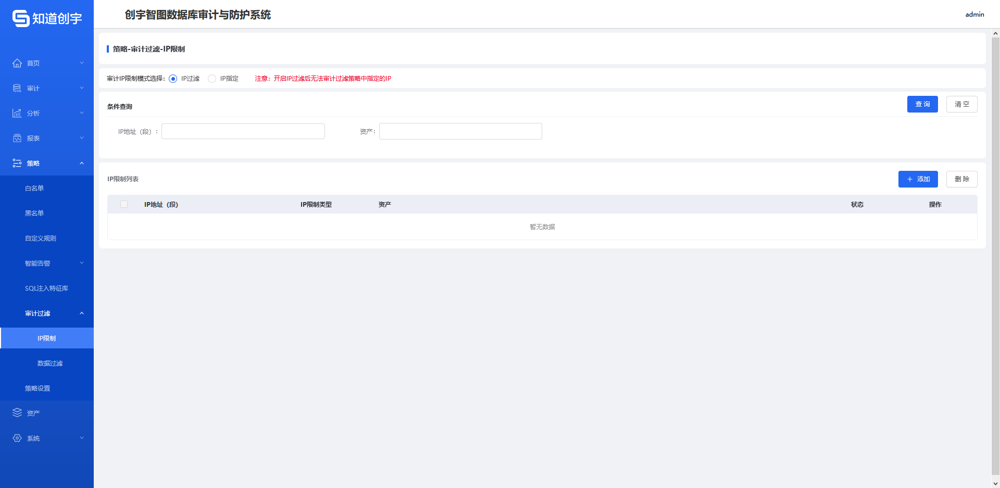 知道创宇
创宇智图数据库审计与防护系统
admin
首页
审计
分析
报表
策略
白名单
黑名单
自定义规则
智能告警
SQL注入特征库
审计过滤
IP限制
数据过滤
策略设置
资产
系统
策略-审计过滤-IP限制
审计IP限制模式选择： IP过滤 IP指定 注意：开启IP过滤后无法审计过滤策略中指定的IP
条件查询 查 询 清 空
IP地址（段）： 资产：
IP限制列表 添加 删 除
IP地址（段） IP限制类型 资产 状态 操作
暂无数据